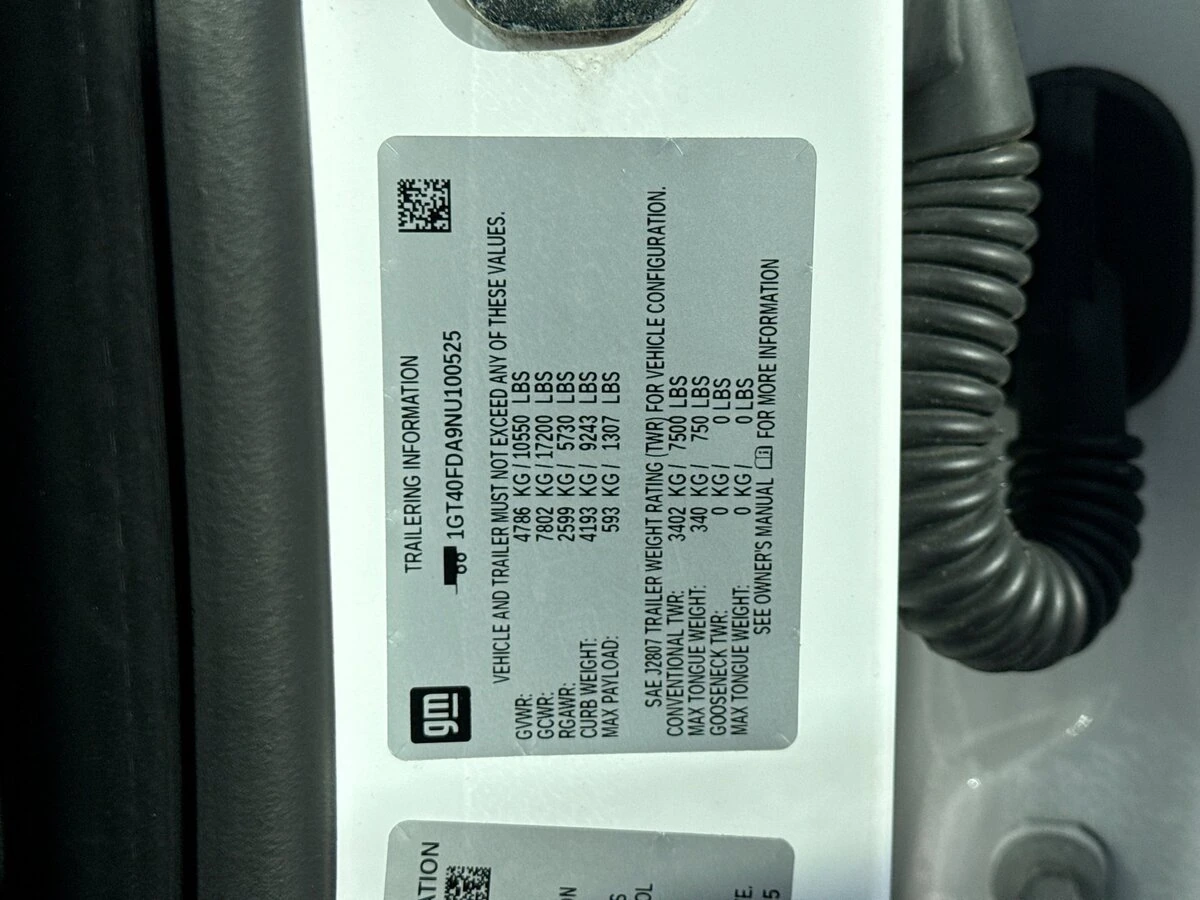 gm
TRAILERING INFORMATION
1GT40FDA9NU100525
VEHICLE AND TRAILER MUST NOT EXCEED ANY OF THESE VALUES.
GVWR: 4786 KG / 10550 LBS
GCWR: 7802 KG / 17200 LBS
RGAWR: 2599 KG / 5730 LBS
CURB WEIGHT: 4193 KG / 9243 LBS
MAX PAYLOAD: 593 KG / 1307 LBS
SAE J2807 TRAILER WEIGHT RATING (TWR) FOR VEHICLE CONFIGURATION.
CONVENTIONAL TWR: 3402 KG / 7500 LBS
MAX TONGUE WEIGHT: 340 KG / 750 LBS
GOOSENECK TWR: 0 KG / 0 LBS
MAX TONGUE WEIGHT: 0 KG / 0 LBS
SEE OWNER'S MANUAL FOR MORE INFORMATION